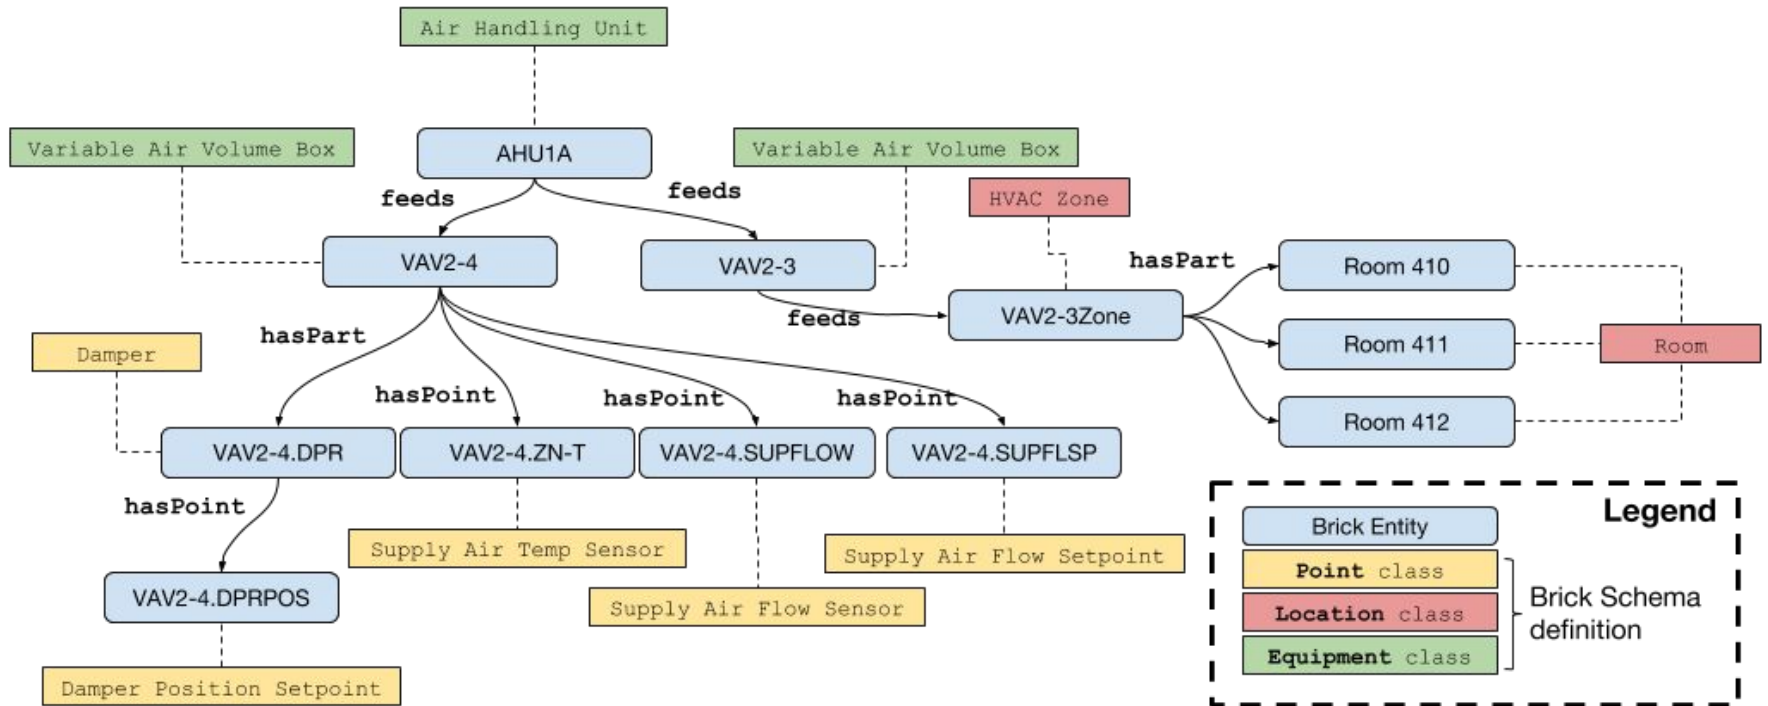 Air Handling Unit
Variable Air Volume Box
AHU1A
Variable Air Volume Box
feeds
feeds
HVAC Zone
VAV2-4
VAV2-3
hasPart
Room 410
feeds
VAV2-3Zone
hasPart
Room 411
Room
Damper
hasPoint
hasPoint
hasPoint
Room 412
VAV2-4.DPR
VAV2-4.ZN-T
VAV2-4.SUPFLOW
VAV2-4.SUPFLSP
hasPoint
Supply Air Temp Sensor
Supply Air Flow Setpoint
Supply Air Flow Sensor
VAV2-4.DPRPOS
Damper Position Setpoint
Legend
Brick Entity
Point class
Location class
Equipment class
Brick Schema
definition